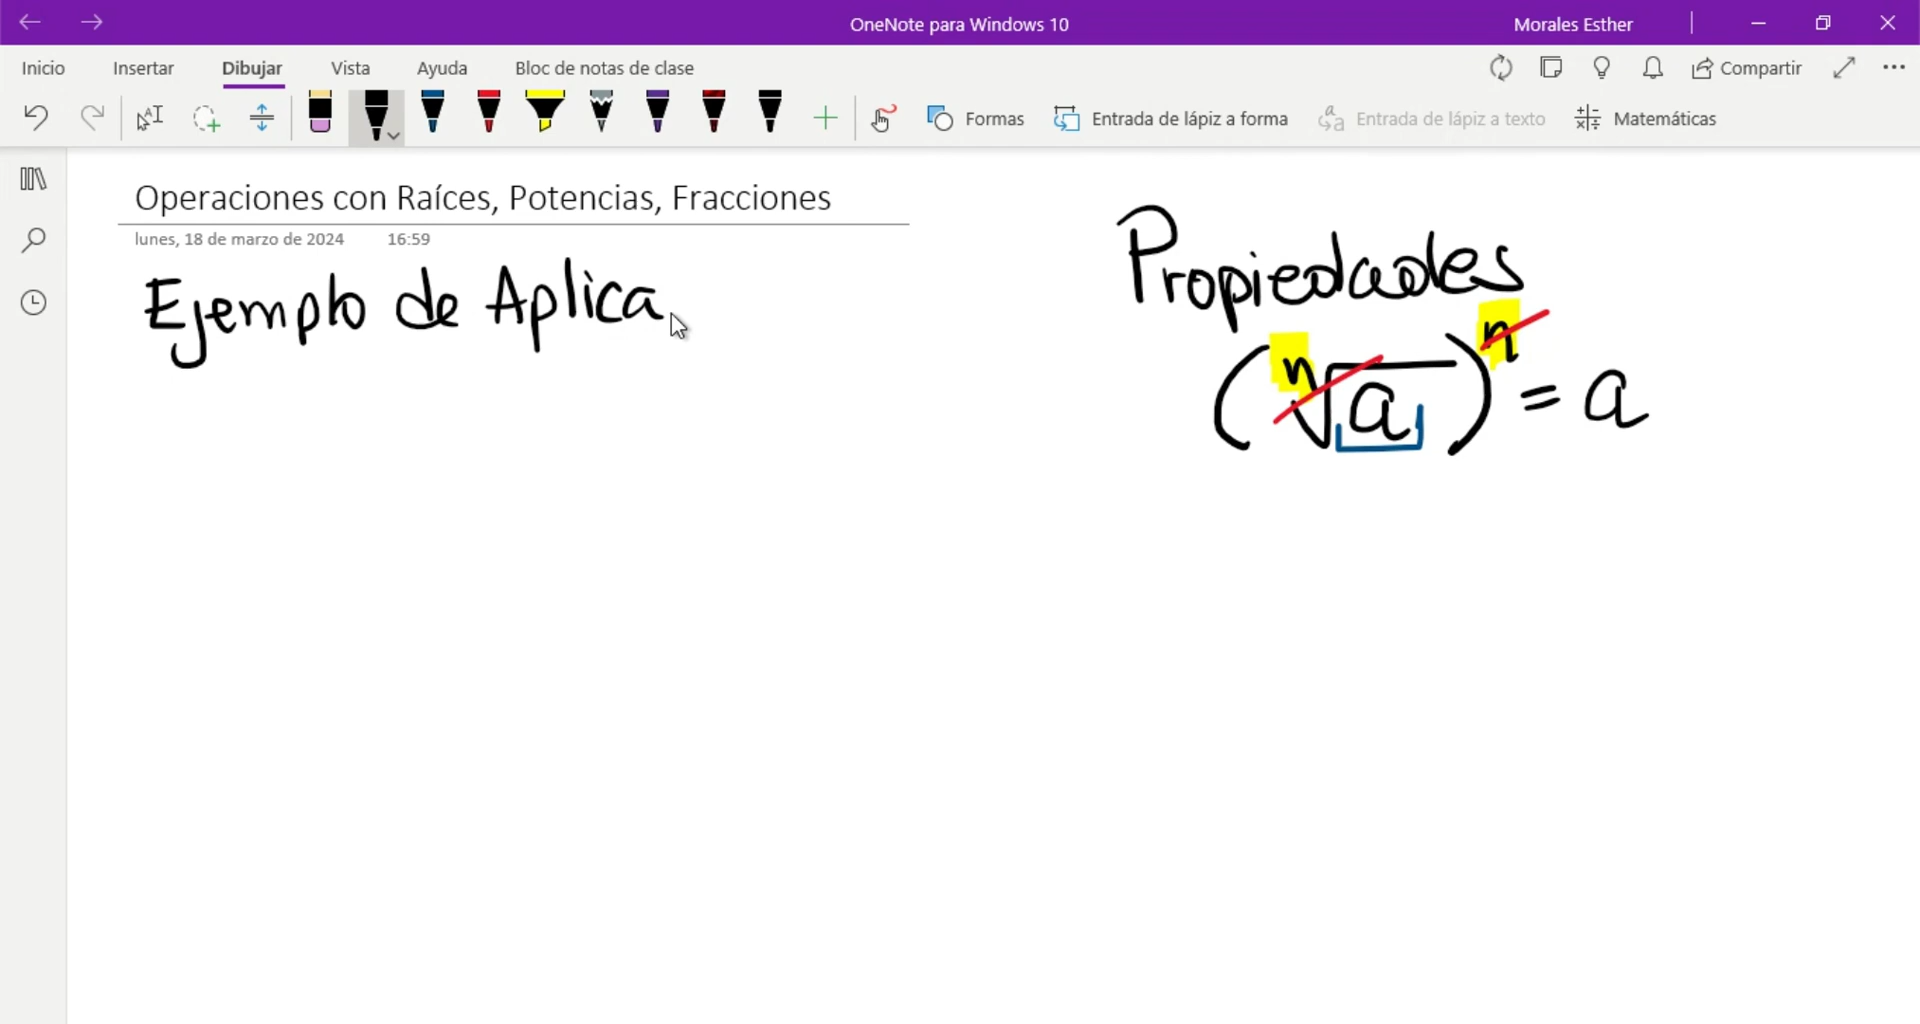 OneNote para Windows 10
Morales Esther
Inicio Insertar Dibujar Vista Ayuda Bloc de notas de clase
Compartir
Formas Entrada de lápiz a forma Entrada de lápiz a texto Matemáticas
Operaciones con Raíces, Potencias, Fracciones
lunes, 18 de marzo de 2024 16:59
Ejemplo de Aplica
Propiedades
(ⁿ√a)ⁿ = a